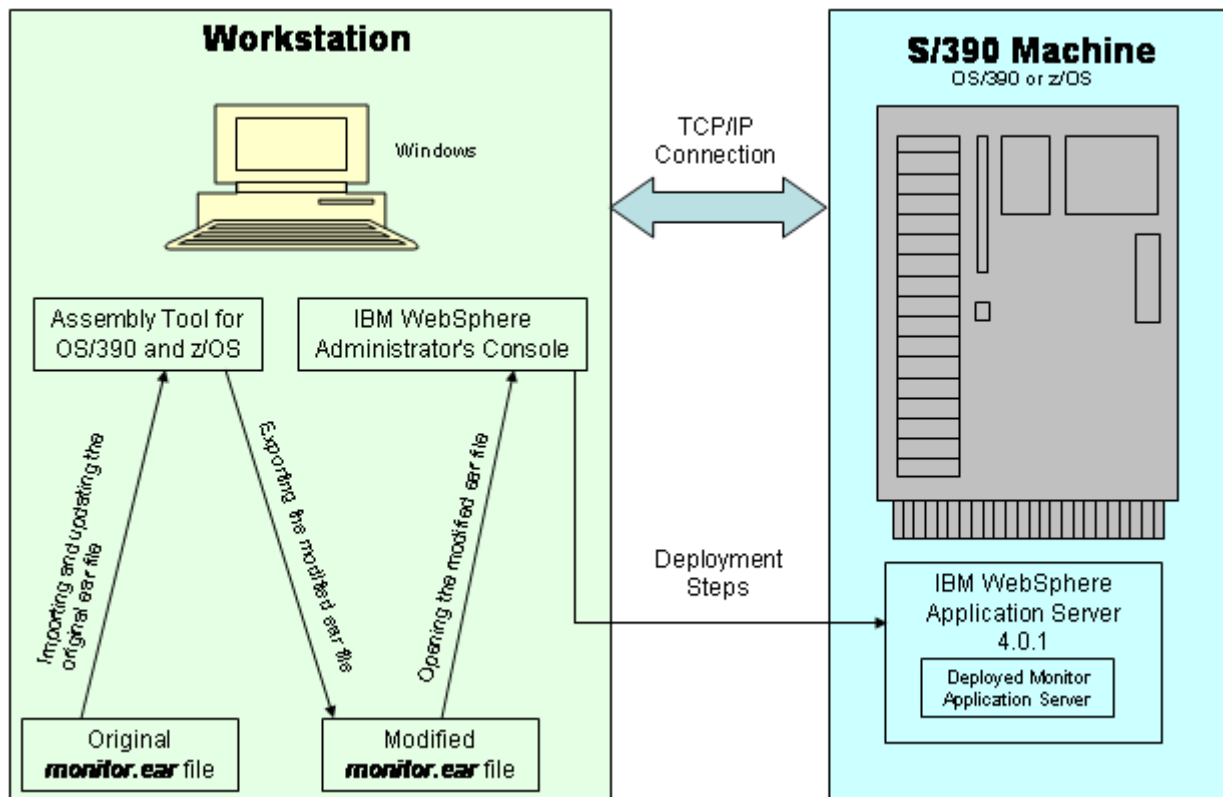 Workstation
Windows
Assembly Tool for
OS/390 and z/OS
IBM WebSphere
Administrator's Console
Importing and updating the
original ear file
Exporting the modified ear file
Opening the modified ear file
Original
monitor.ear file
Modified
monitor.ear file
TCP/IP
Connection
Deployment
Steps
S/390 Machine
OS/390 or z/OS
IBM WebSphere
Application Server
4.0.1
Deployed Monitor
Application Server